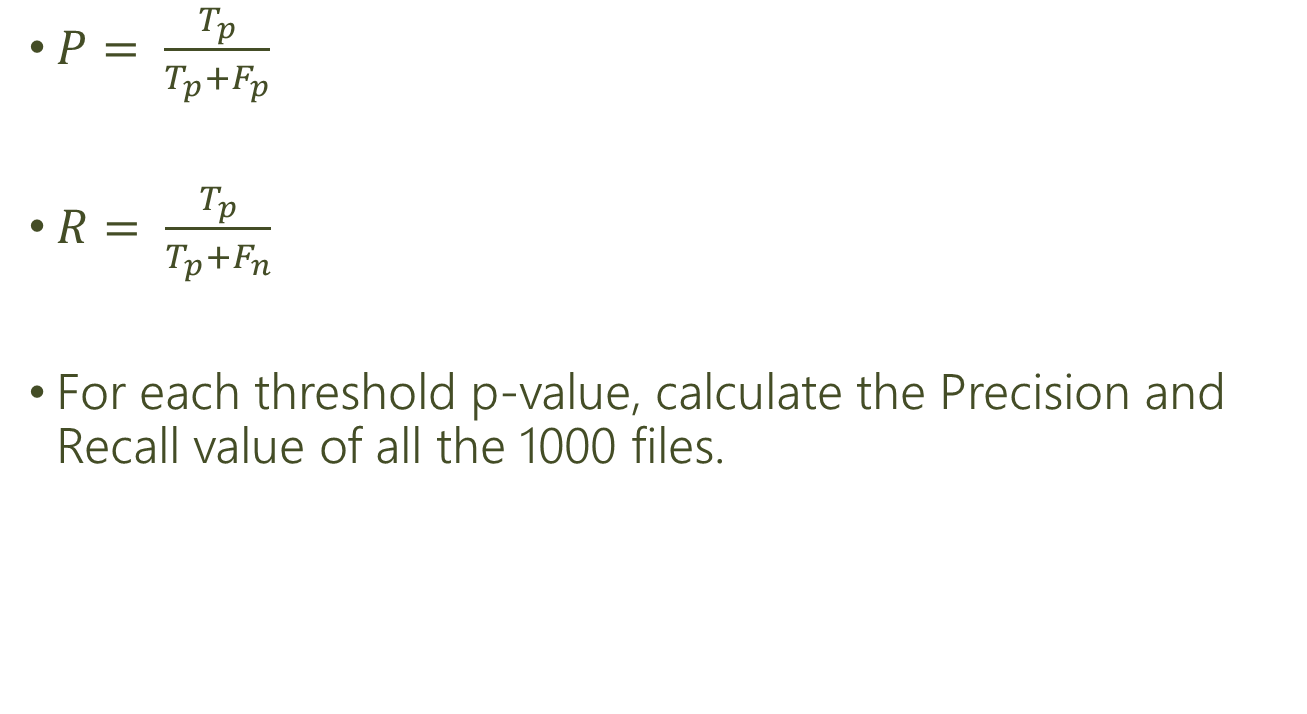 • P = Tp / Tp+Fp
• R = Tp / Tp+Fn
• For each threshold p-value, calculate the Precision and
Recall value of all the 1000 files.